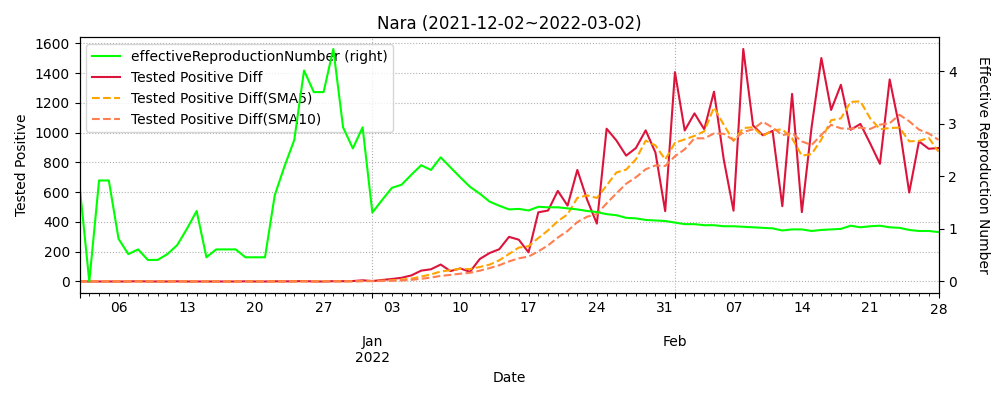 Nara (2021-12-02~2022-03-02)
effectiveReproductionNumber (right)
Tested Positive Diff
Tested Positive Diff(SMA5)
Tested Positive Diff(SMA10)
Tested Positive
1600
1400
1200
1000
800
600
400
200
0
4
3
2
1
0
Effective Reproduction Number
06 13 20 27 03 10 17 24 31 07 14 21 28
Jan Feb
2022
Date